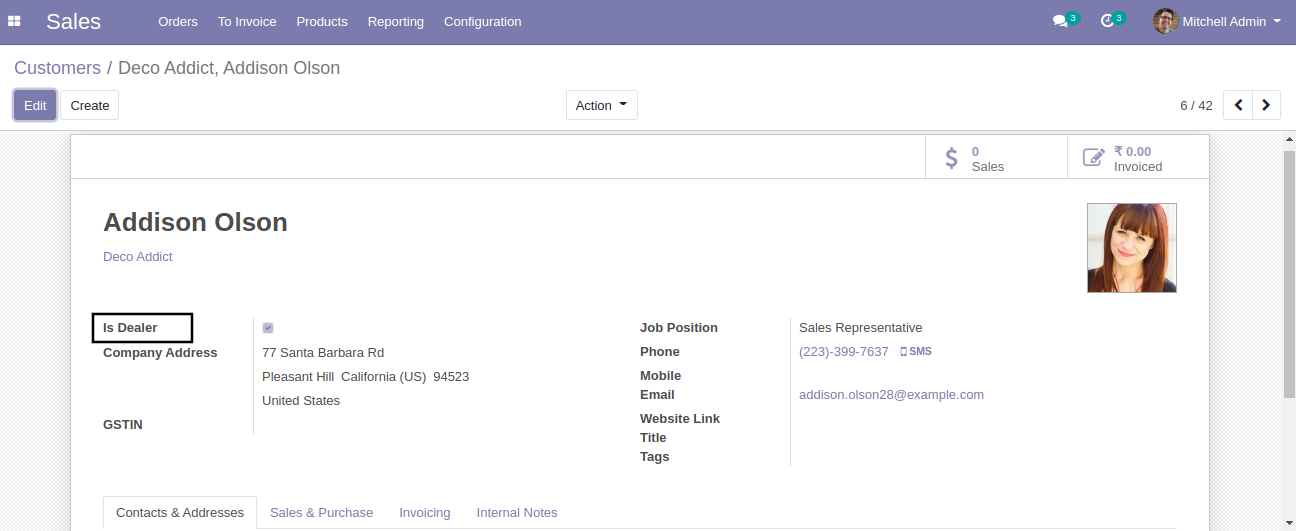 Sales Orders To Invoice Products Reporting Configuration 3 3 Mitchell Admin
Customers / Deco Addict, Addison Olson
Edit Create Action 6 / 42
$ 0 Sales
₹ 0.00 Invoiced
Addison Olson
Deco Addict
Is Dealer
Company Address 77 Santa Barbara Rd
Pleasant Hill California (US) 94523
United States
GSTIN
Job Position Sales Representative
Phone (223)-399-7637 SMS
Mobile
Email addison.olson28@example.com
Website Link
Title
Tags
Contacts & Addresses Sales & Purchase Invoicing Internal Notes